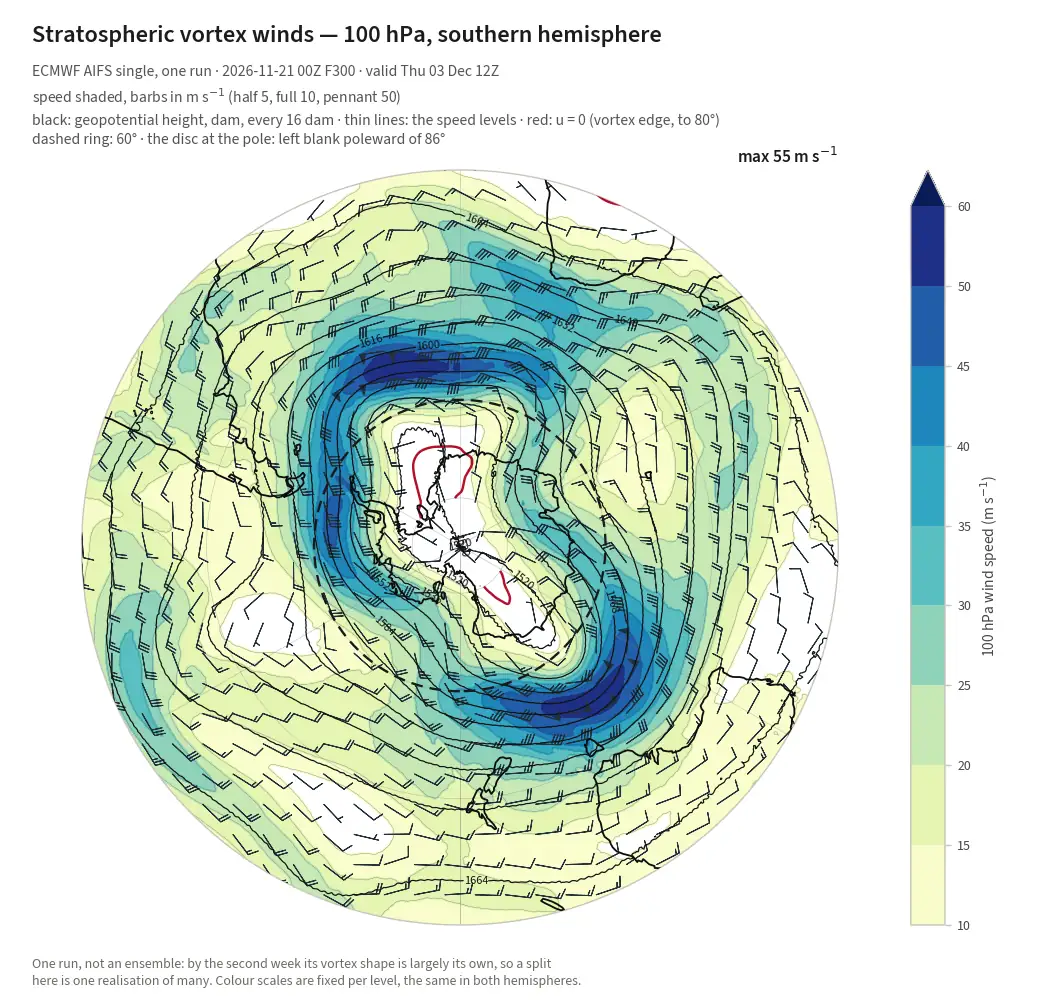 Stratospheric vortex winds — 100 hPa, southern hemisphere
ECMWF AIFS single, one run · 2026-11-21 00Z F300 · valid Thu 03 Dec 12Z
speed shaded, barbs in m s⁻¹ (half 5, full 10, pennant 50)
black: geopotential height, dam, every 16 dam · thin lines: the speed levels · red: u = 0 (vortex edge, to 80°)
dashed ring: 60° · the disc at the pole: left blank poleward of 86°
max 55 m s⁻¹
60
50
45
40
35
30
25
20
15
10
100 hPa wind speed (m s⁻¹)
1664
1616
1600
1520
1520
1664
One run, not an ensemble: by the second week its vortex shape is largely its own, so a split
here is one realisation of many. Colour scales are fixed per level, the same in both hemispheres.